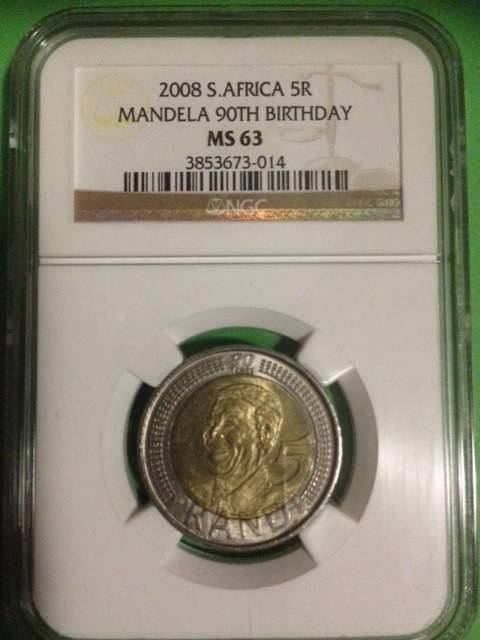 2008 S.AFRICA 5R
MANDELA 90TH BIRTHDAY
MS 63
3853673-014
NGC
90
5
RAND